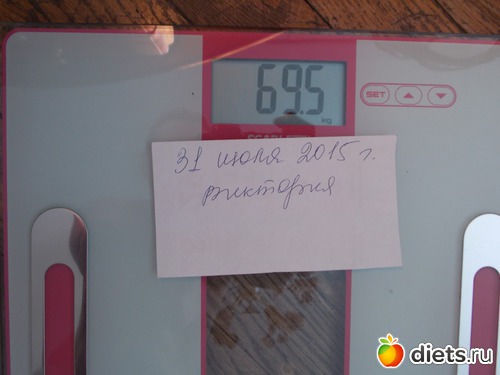 69.5
kg
SET
31 июля 2015 г.
виктория
diets.ru